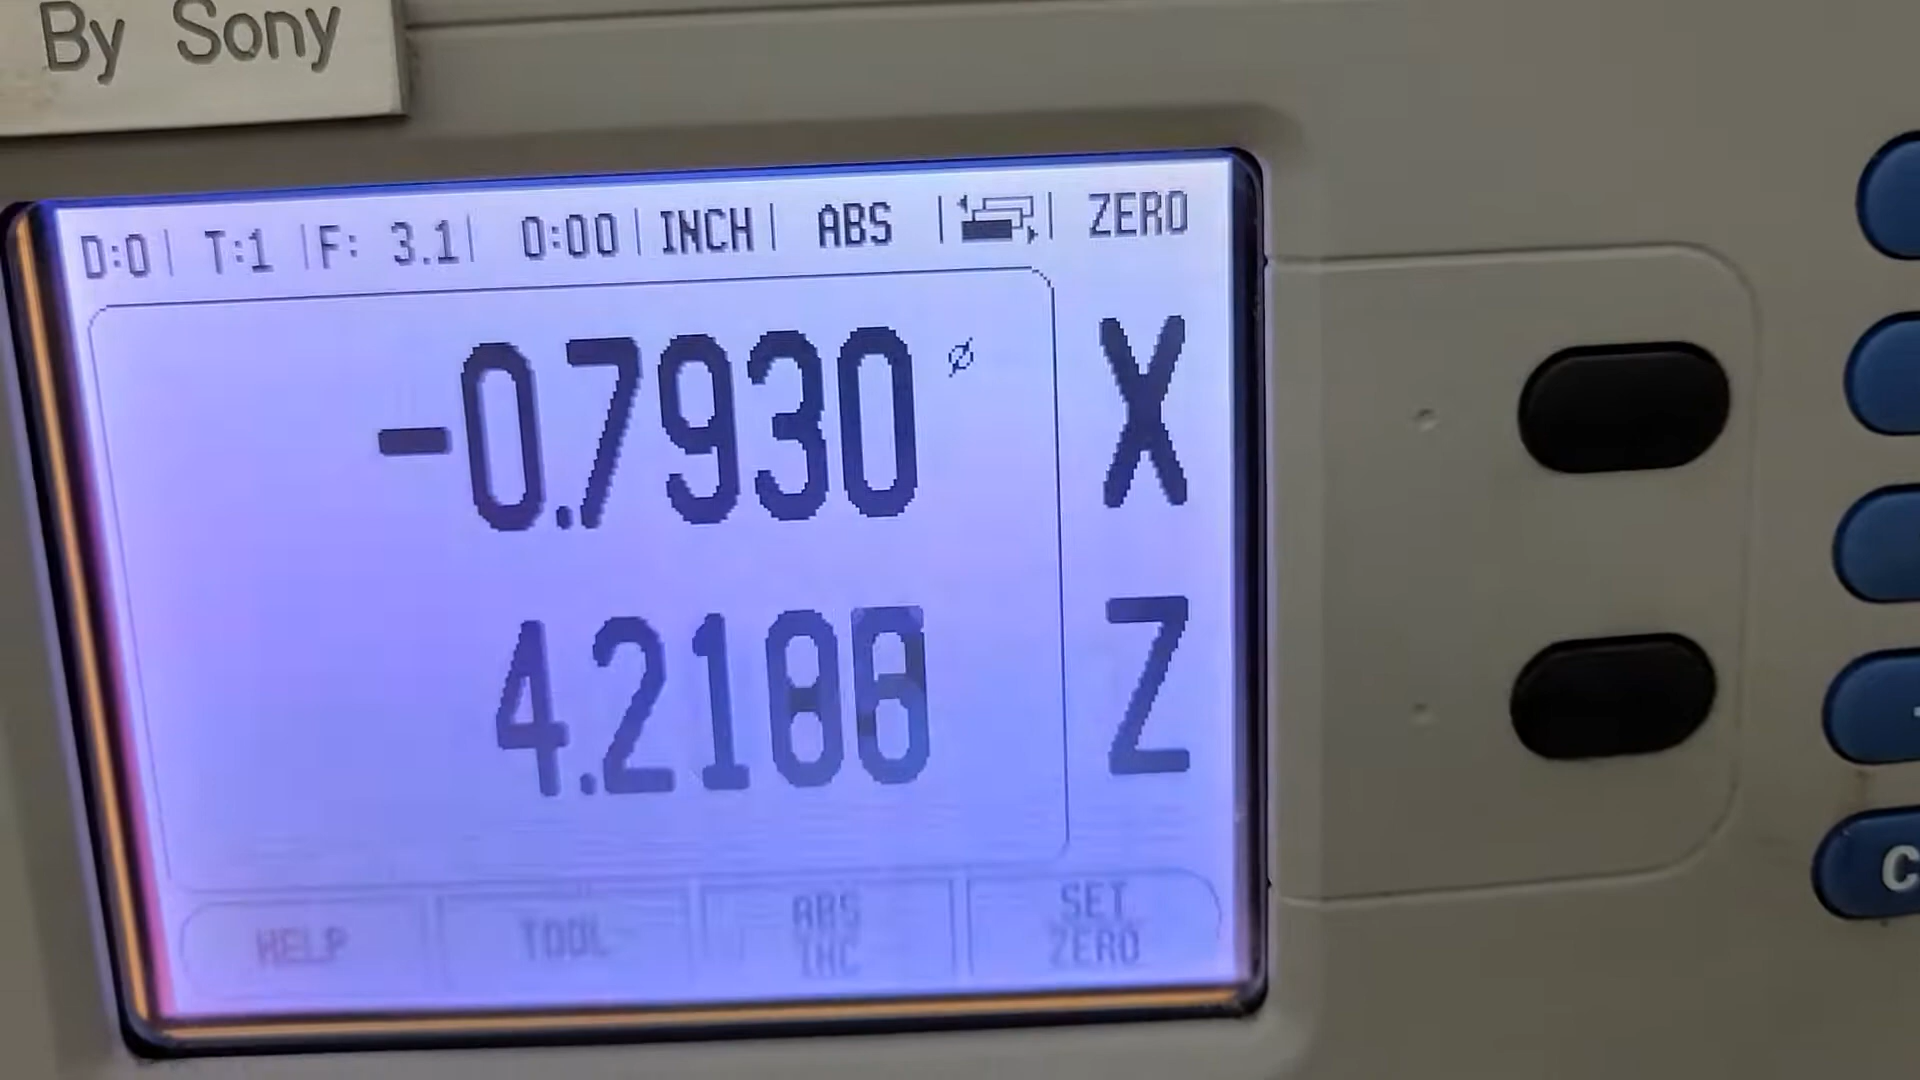 By Sony
D:0 T:1 F: 3.1 0:00 INCH ABS ZERO
-0.7930 ø X
Z
HELP TOOL ABS INC SET ZERO
C